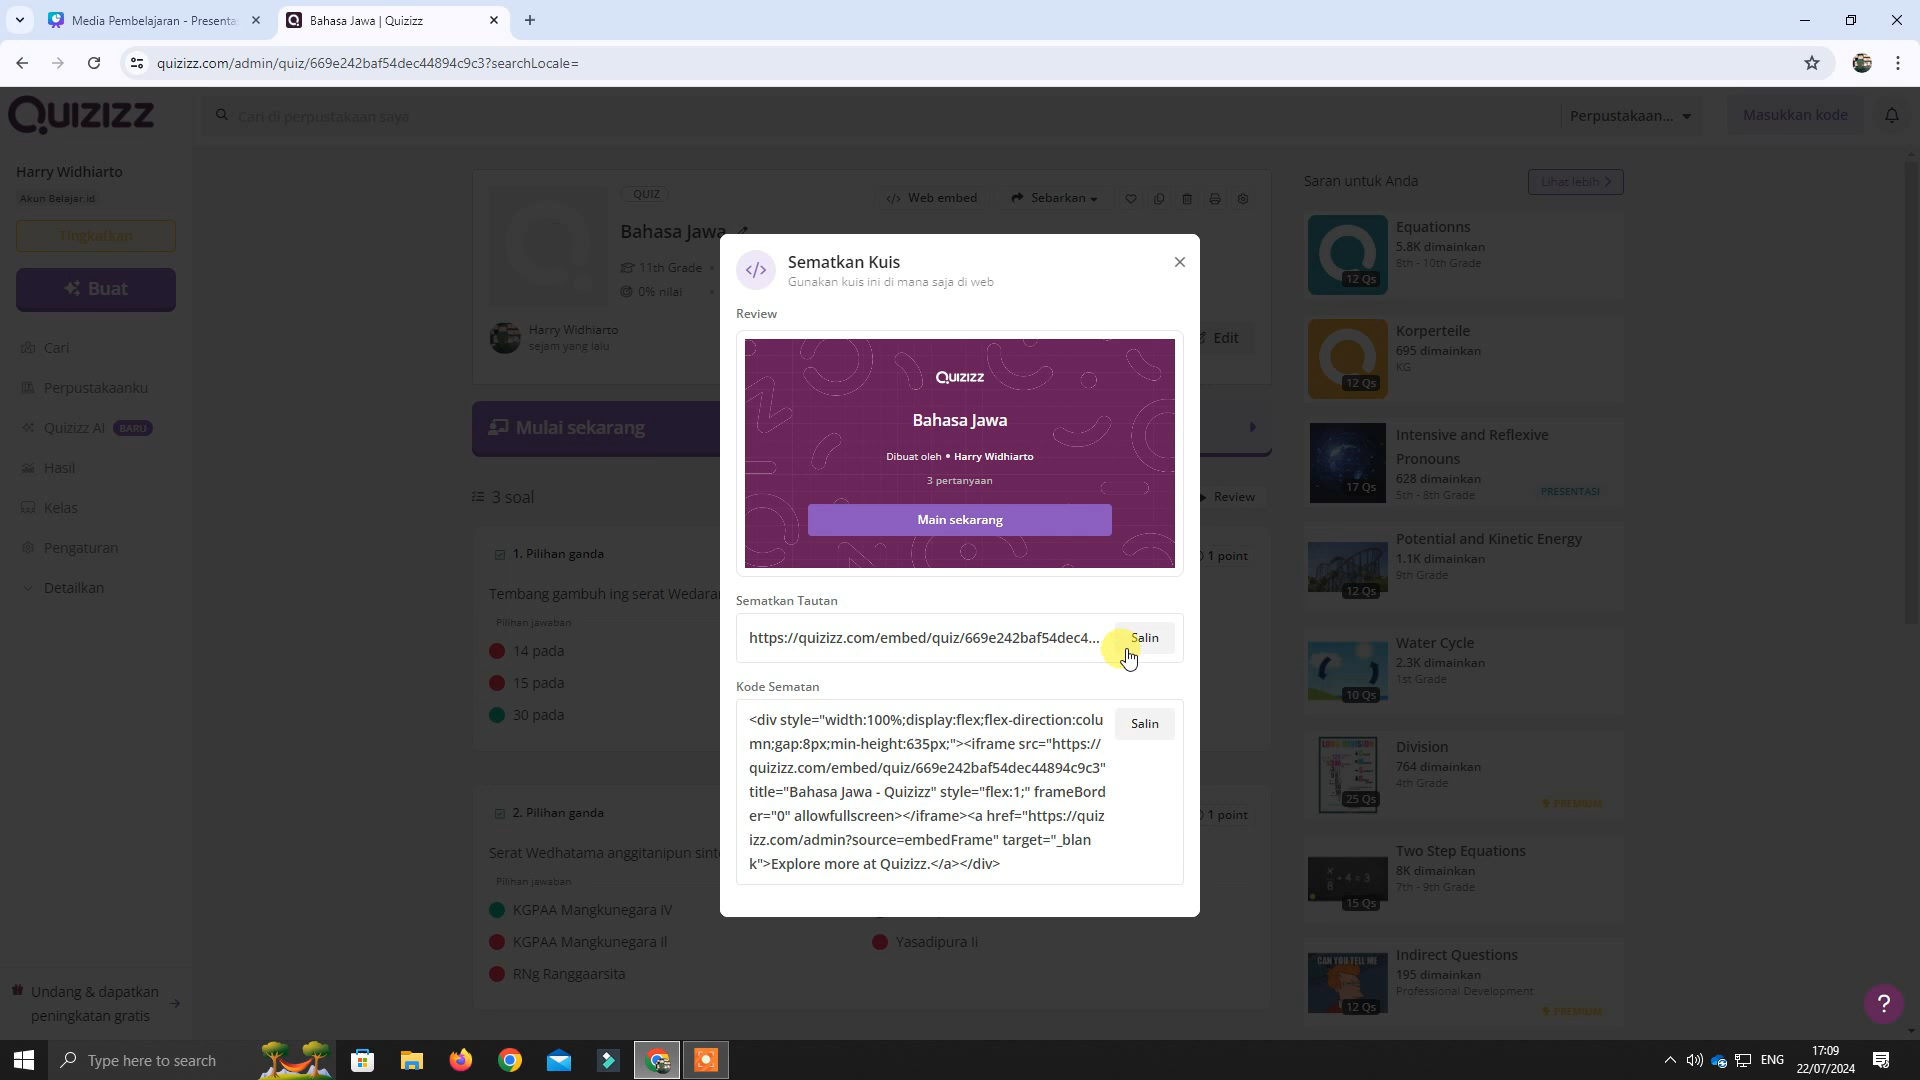 Media Pembelajaran - Presenta
Bahasa Jawa | Quizizz
quizizz.com/admin/quiz/669e242baf54dec44894c9c3?searchLocale=
QUIZIZZ
Cari di perpustakaan saya
Perpustakaan...
Masukkan kode
Harry Widhiarto
Akun Belajar.id
Tingkatkan
Buat
Cari
Perpustakaanku
Quizizz AI BARU
Hasil
Kelas
Pengaturan
Detailkan
Undang & dapatkan
peningkatan gratis
QUIZ
</> Web embed
Sebarkan
Bahasa Jawa
11th Grade
0% nilai
Harry Widhiarto
sejam yang lalu
Edit
Mulai sekarang
3 soal
Review
1. Pilihan ganda
1 point
Tembang gambuh ing serat Wedaran
Pilihan jawaban
14 pada
15 pada
30 pada
2. Pilihan ganda
1 point
Serat Wedhatama anggitanipun sinten
Pilihan jawaban
KGPAA Mangkunegara IV
KGPAA Mangkunegara II
Yasadipura Ii
RNg Ranggaarsita
Sematkan Kuis
Gunakan kuis ini di mana saja di web
Review
QUIZIZZ
Bahasa Jawa
Dibuat oleh • Harry Widhiarto
3 pertanyaan
Main sekarang
Sematkan Tautan
https://quizizz.com/embed/quiz/669e242baf54dec4...
Salin
Kode Sematan
<div style="width:100%;display:flex;flex-direction:colu
mn;gap:8px;min-height:635px;"><iframe src="https://
quizizz.com/embed/quiz/669e242baf54dec44894c9c3"
title="Bahasa Jawa - Quizizz" style="flex:1;" frameBord
er="0" allowfullscreen></iframe><a href="https://quiz
izz.com/admin?source=embedFrame" target="_blan
k">Explore more at Quizizz.</a></div>
Salin
Saran untuk Anda
Lihat lebih
Equationns
5.8K dimainkan
8th - 10th Grade
12 Qs
Korperteile
695 dimainkan
KG
12 Qs
Intensive and Reflexive
Pronouns
628 dimainkan
5th - 8th Grade
PRESENTASI
17 Qs
Potential and Kinetic Energy
1.1K dimainkan
9th Grade
12 Qs
Water Cycle
2.3K dimainkan
1st Grade
10 Qs
Division
764 dimainkan
4th Grade
25 Qs
PREMIUM
Two Step Equations
8K dimainkan
7th - 9th Grade
15 Qs
Indirect Questions
195 dimainkan
Professional Development
12 Qs
PREMIUM
Type here to search
ENG
17:09
22/07/2024